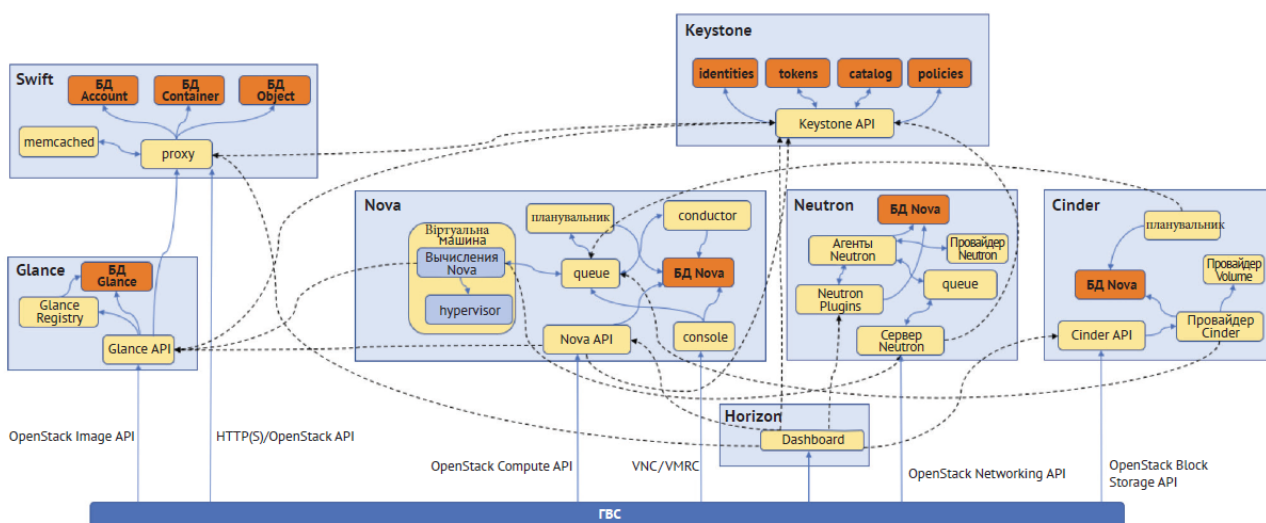 Keystone
identities
tokens
catalog
policies
Keystone API
Swift
БД
Account
БД
Container
БД
Object
memcached
proxy
Nova
Віртуальна
машина
Вычисления
Nova
hypervisor
планувальник
conductor
queue
БД Nova
Nova API
console
Neutron
БД Nova
Агенты
Neutron
Провайдер
Neutron
queue
Neutron
Plugins
Сервер
Neutron
Cinder
планувальник
Провайдер
Volume
БД Nova
Cinder API
Провайдер
Cinder
Glance
БД
Glance
Glance
Registry
Glance API
Horizon
Dashboard
OpenStack Image API
HTTP(S)/OpenStack API
OpenStack Compute API
VNC/VMRC
OpenStack Networking API
OpenStack Block
Storage API
ГВС